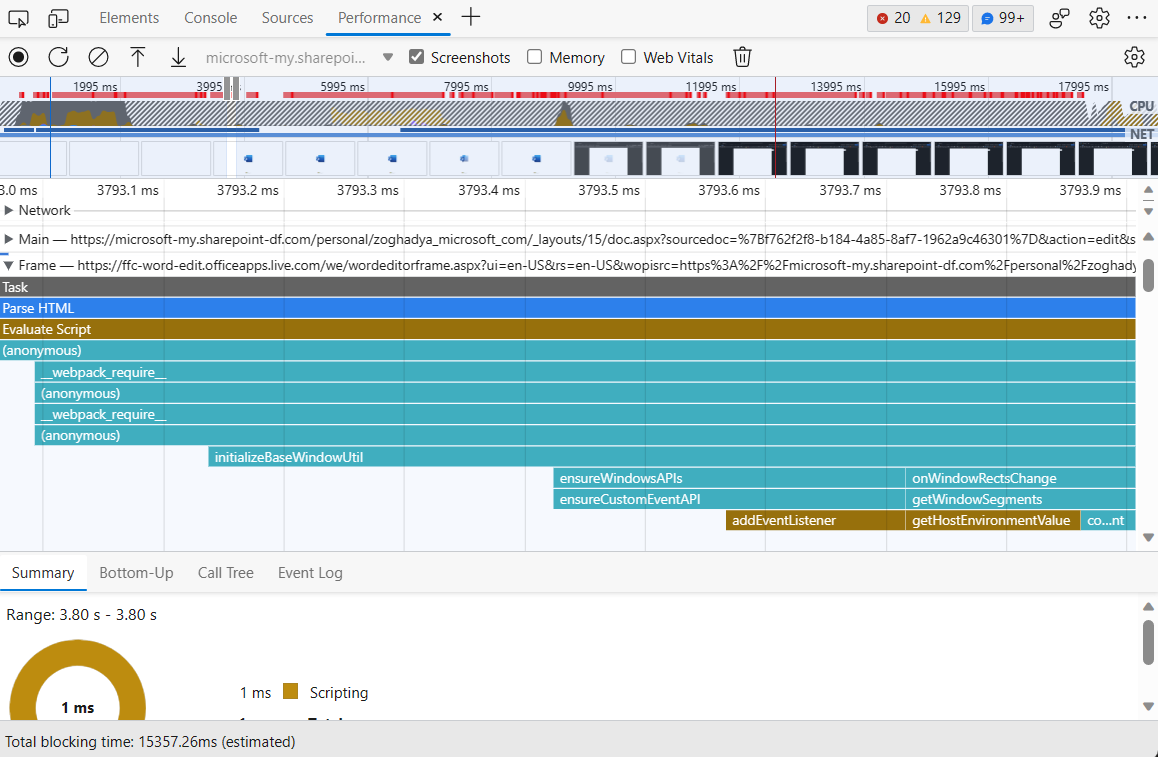 Elements Console Sources Performance 20 129 99+
microsoft-my.sharepoi... Screenshots Memory Web Vitals
1995 ms 3995 5995 ms 7995 ms 9995 ms 11995 ms 13995 ms 15995 ms 17995 ms
CPU
NET
3.0 ms 3793.1 ms 3793.2 ms 3793.3 ms 3793.4 ms 3793.5 ms 3793.6 ms 3793.7 ms 3793.8 ms 3793.9 ms
Network
Main — https://microsoft-my.sharepoint-df.com/personal/zoghadya_microsoft_com/_layouts/15/doc.aspx?sourcedoc=%7Bf762f2f8-b184-4a85-8af7-1962a9c46301%7D&action=edit&s
Frame — https://ffc-word-edit.officeapps.live.com/we/wordeditorframe.aspx?ui=en-US&rs=en-US&wopisrc=https%3A%2F%2Fmicrosoft-my.sharepoint-df.com%2Fpersonal%2Fzoghady
Task
Parse HTML
Evaluate Script
(anonymous)
__webpack_require__
(anonymous)
__webpack_require__
(anonymous)
initializeBaseWindowUtil
ensureWindowsAPIs onWindowRectsChange
ensureCustomEventAPI getWindowSegments
addEventListener getHostEnvironmentValue co...nt
Summary Bottom-Up Call Tree Event Log
Range: 3.80 s - 3.80 s
1 ms 1 ms Scripting
Total blocking time: 15357.26ms (estimated)